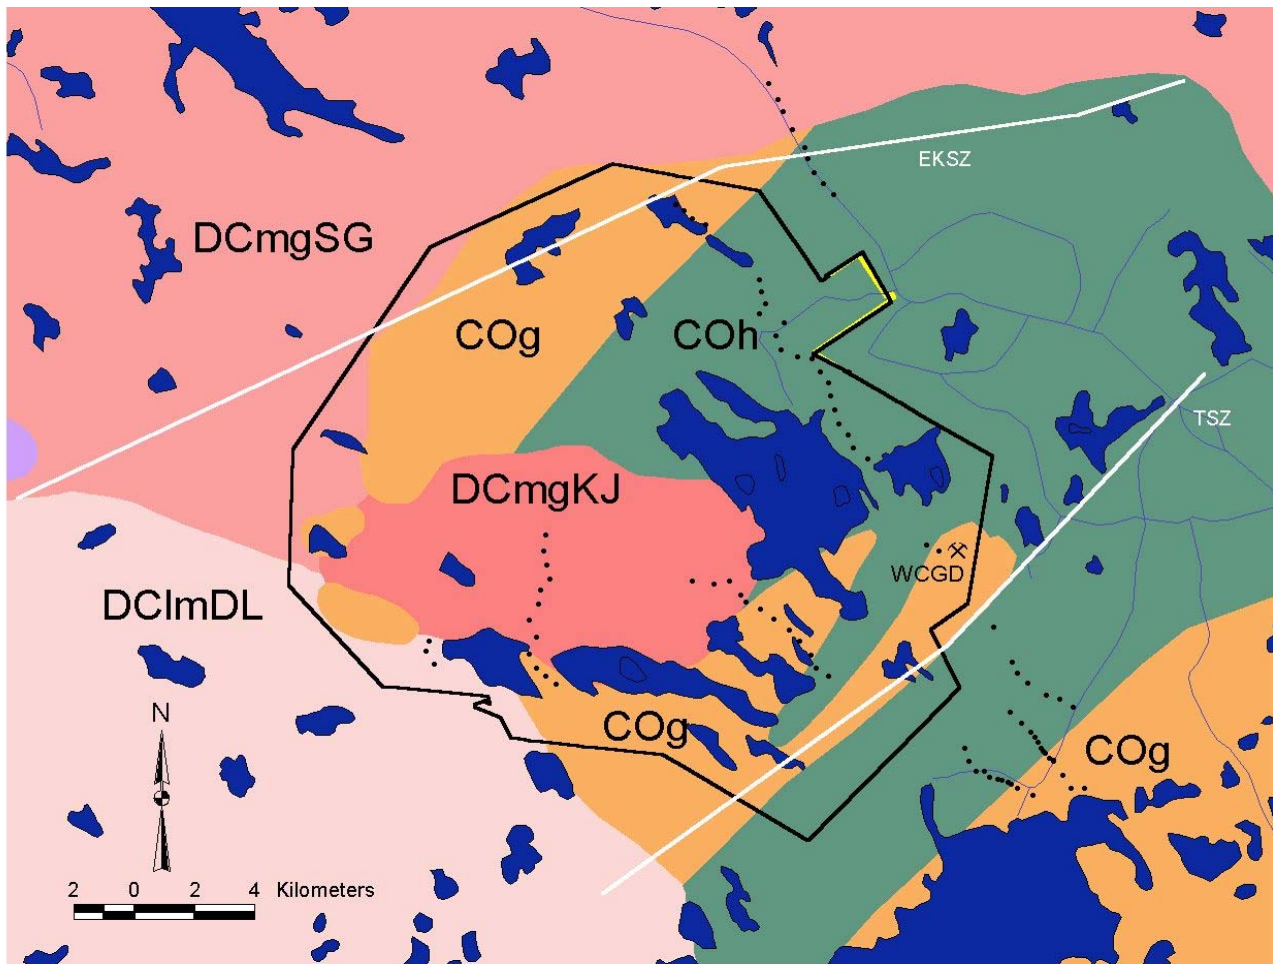 EKSZ
DCmgSG
COg
COh
TSZ
DCmgKJ
WCGD
DClmDL
N
COg
COg
2 0 2 4 Kilometers